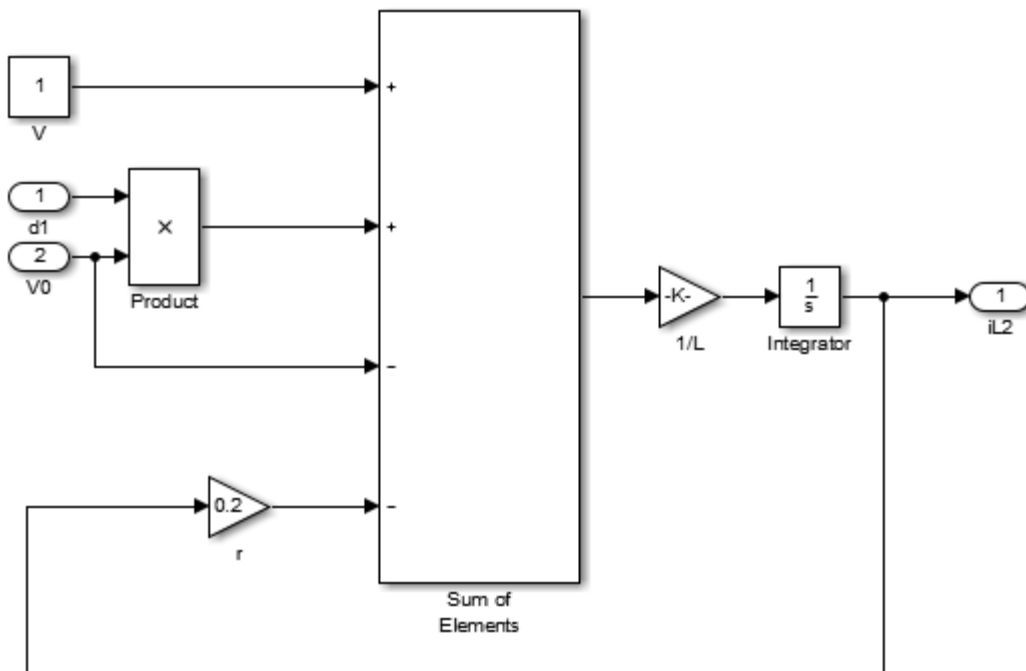 1
V
+
1
d1
2
V0
×
Product
+
-K-
1/L
1
s
Integrator
1
iL2
−
0.2
r
−
Sum of
Elements